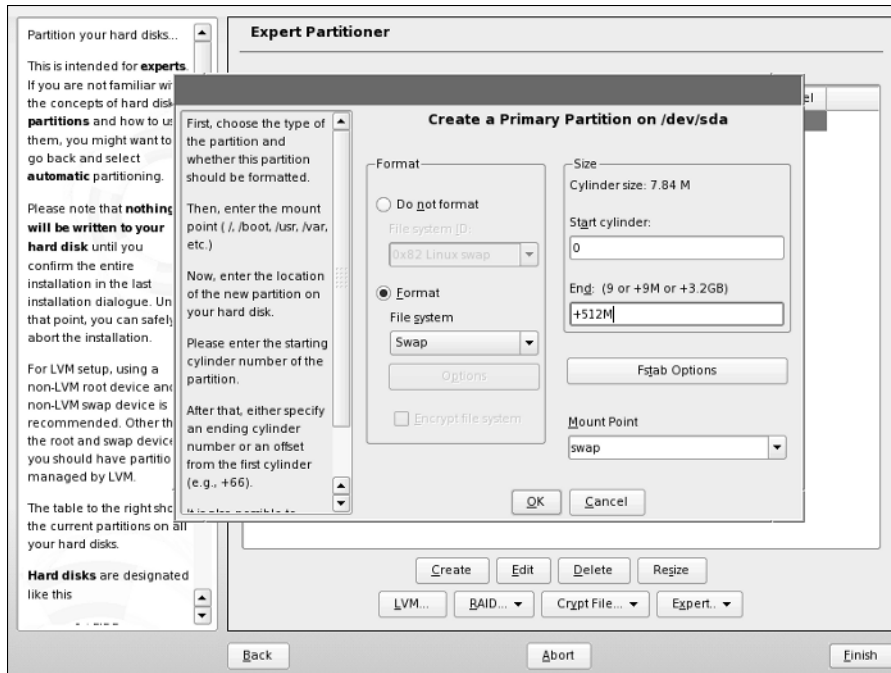 Partition your hard disks...
This is intended for experts.
If you are not familiar wi
the concepts of hard disk
partitions and how to us
them, you might want to
go back and select
automatic partitioning.
Please note that nothing
will be written to your
hard disk until you
confirm the entire
installation in the last
installation dialogue. Un
that point, you can safely
abort the installation.
For LVM setup, using a
non-LVM root device and
non-LVM swap device is
recommended. Other th
the root and swap device
you should have partitio
managed by LVM.
The table to the right sho
the current partitions on all
your hard disks.
Hard disks are designated
like this
Expert Partitioner
el
First, choose the type of
the partition and
whether this partition
should be formatted.
Then, enter the mount
point ( /, /boot, /usr, /var,
etc.)
Now, enter the location
of the new partition on
your hard disk.
Please enter the starting
cylinder number of the
partition.
After that, either specify
an ending cylinder
number or an offset
from the first cylinder
(e.g., +66).
It is also possible to
Create a Primary Partition on /dev/sda
Format
Do not format
File system ID:
0x82 Linux swap
Format
File system
Swap
Options
Encrypt file system
Size
Cylinder size: 7.84 M
Start cylinder:
0
End: (9 or +9M or +3.2GB)
+512M
Fstab Options
Mount Point
swap
OK
Cancel
Create
Edit
Delete
Resize
LVM...
RAID...
Crypt File...
Expert..
Back
Abort
Finish